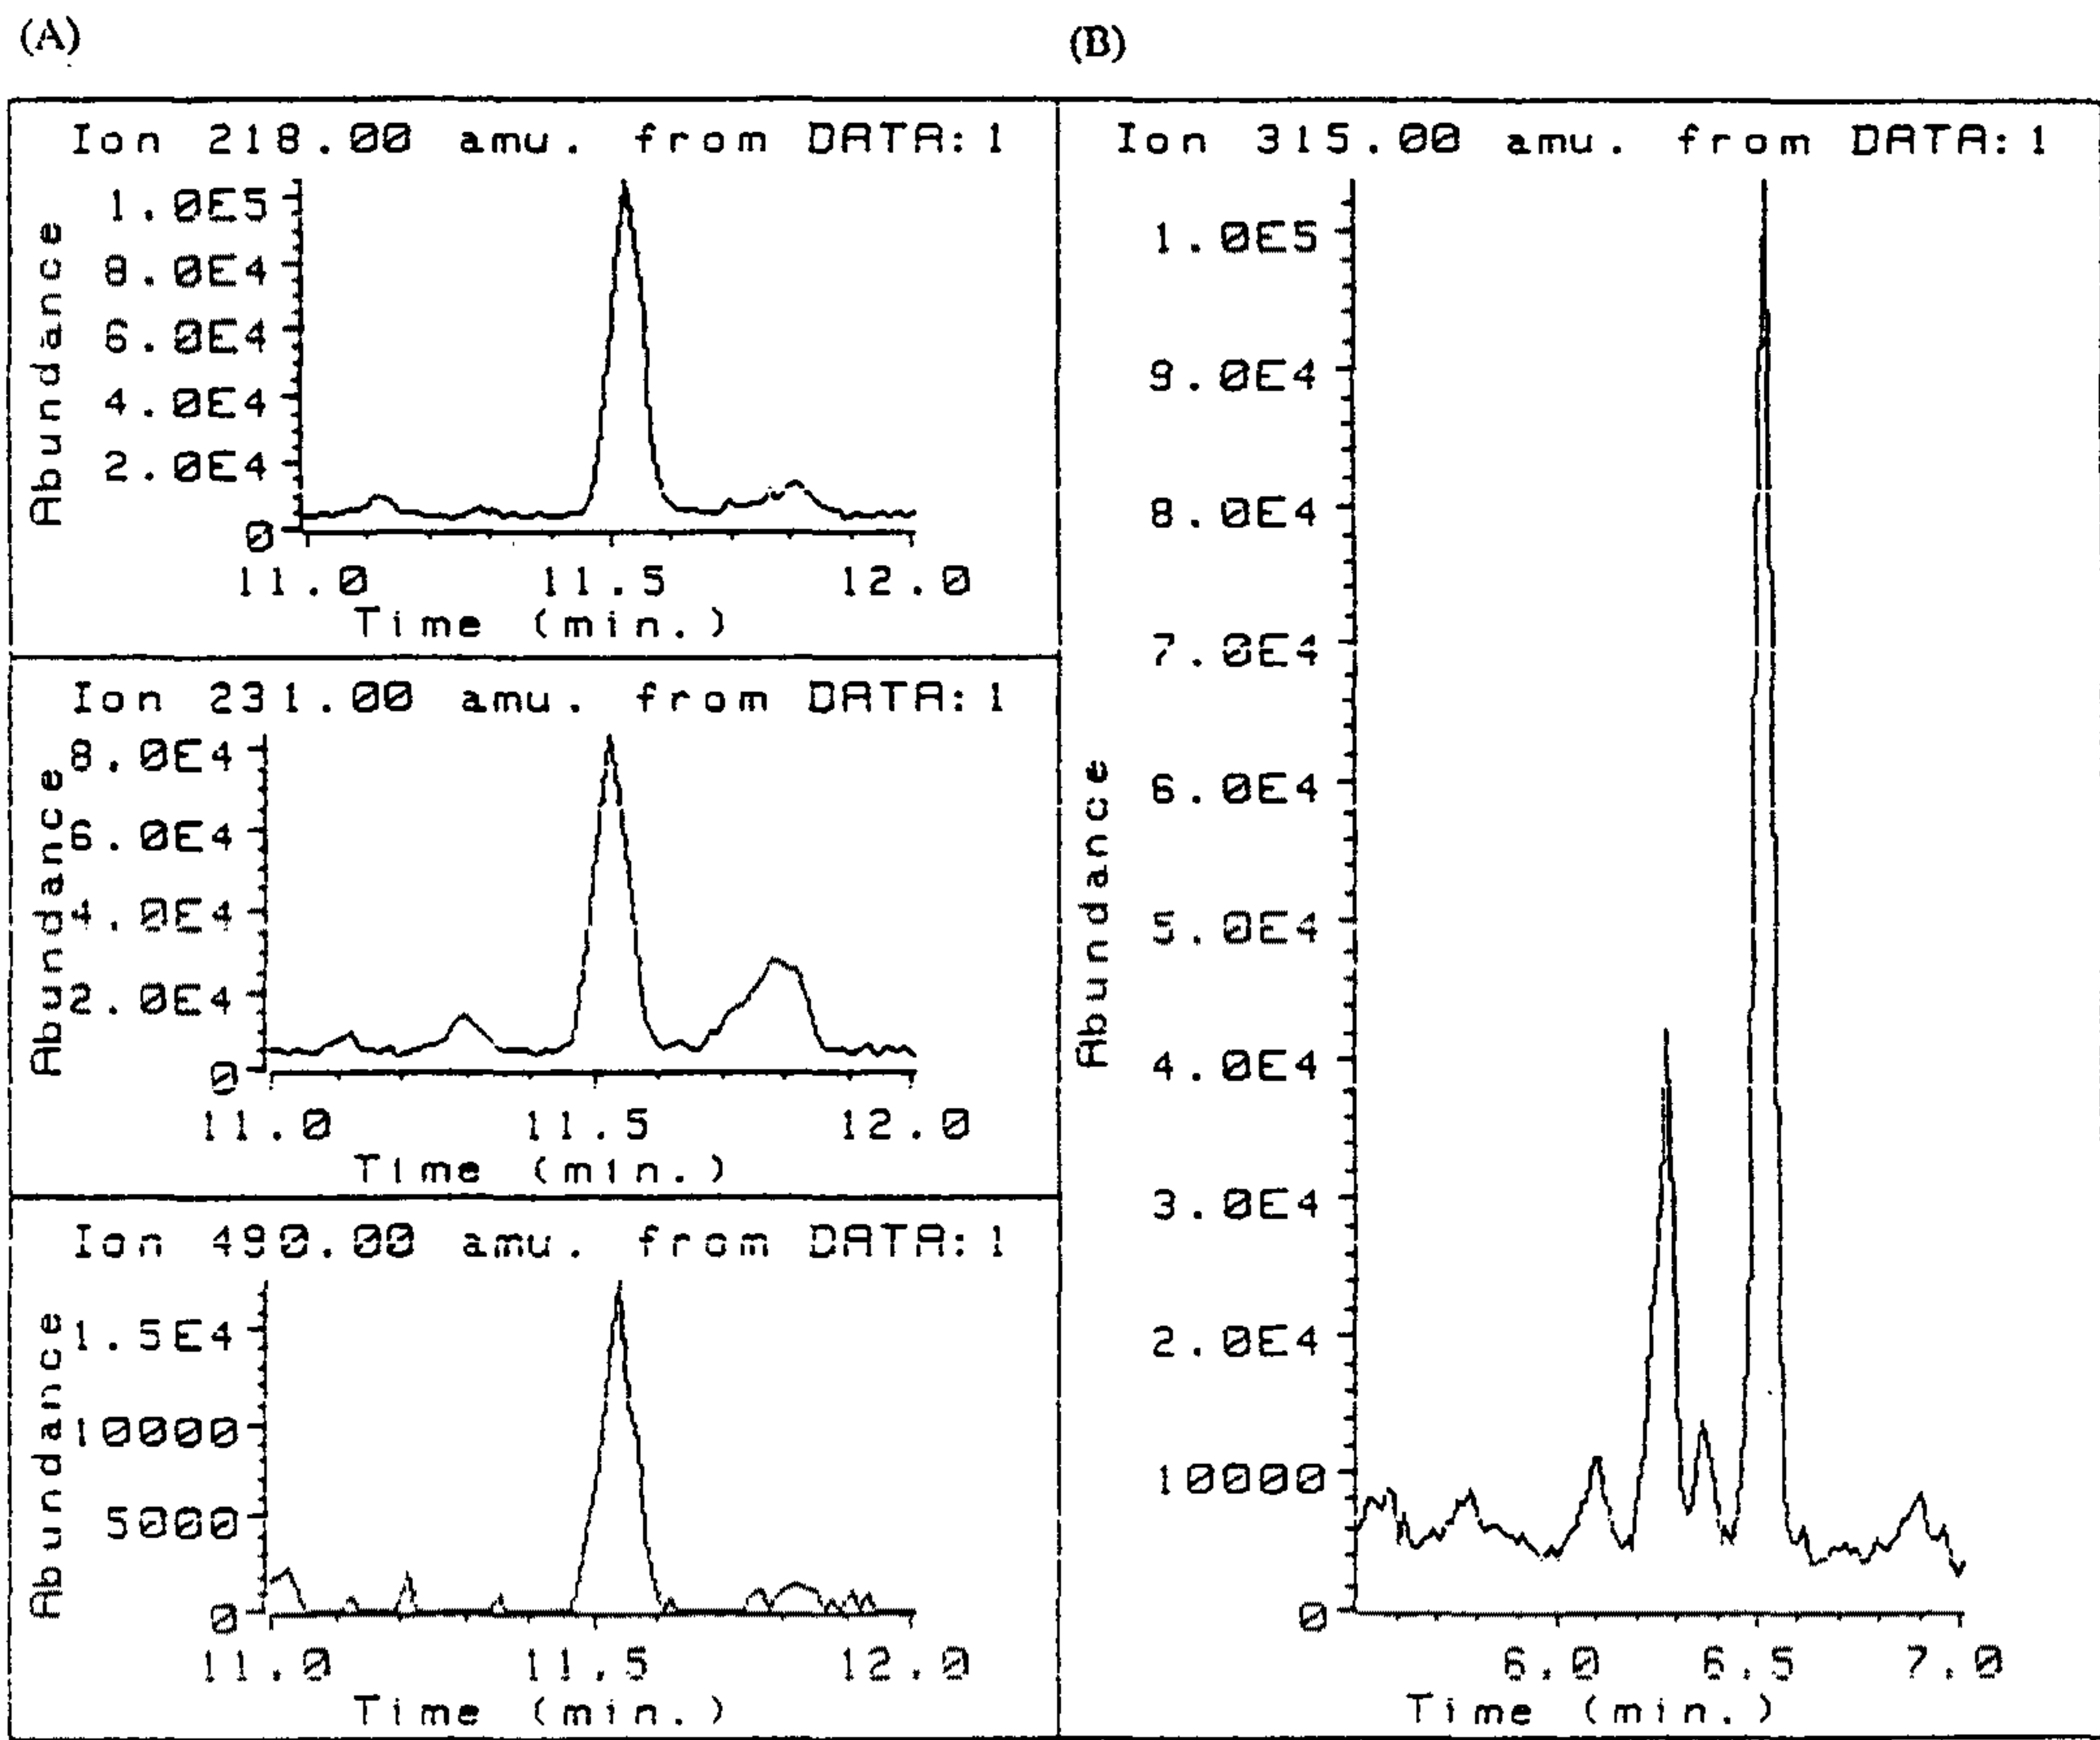 (A)
(B)
Ion 218.00 amu. from DATA:1
Abundance
1.0E5
8.0E4
6.0E4
4.0E4
2.0E4
0
11.0 11.5 12.0
Time (min.)
Ion 231.00 amu. from DATA:1
Abundance
8.0E4
6.0E4
4.0E4
2.0E4
0
11.0 11.5 12.0
Time (min.)
Ion 490.00 amu. from DATA:1
Abundance
1.5E4
10000
5000
0
11.0 11.5 12.0
Time (min.)
Ion 315.00 amu. from DATA:1
Abundance
1.0E5
9.0E4
8.0E4
7.0E4
6.0E4
5.0E4
4.0E4
3.0E4
2.0E4
10000
0
6.0 6.5 7.0
Time (min.)